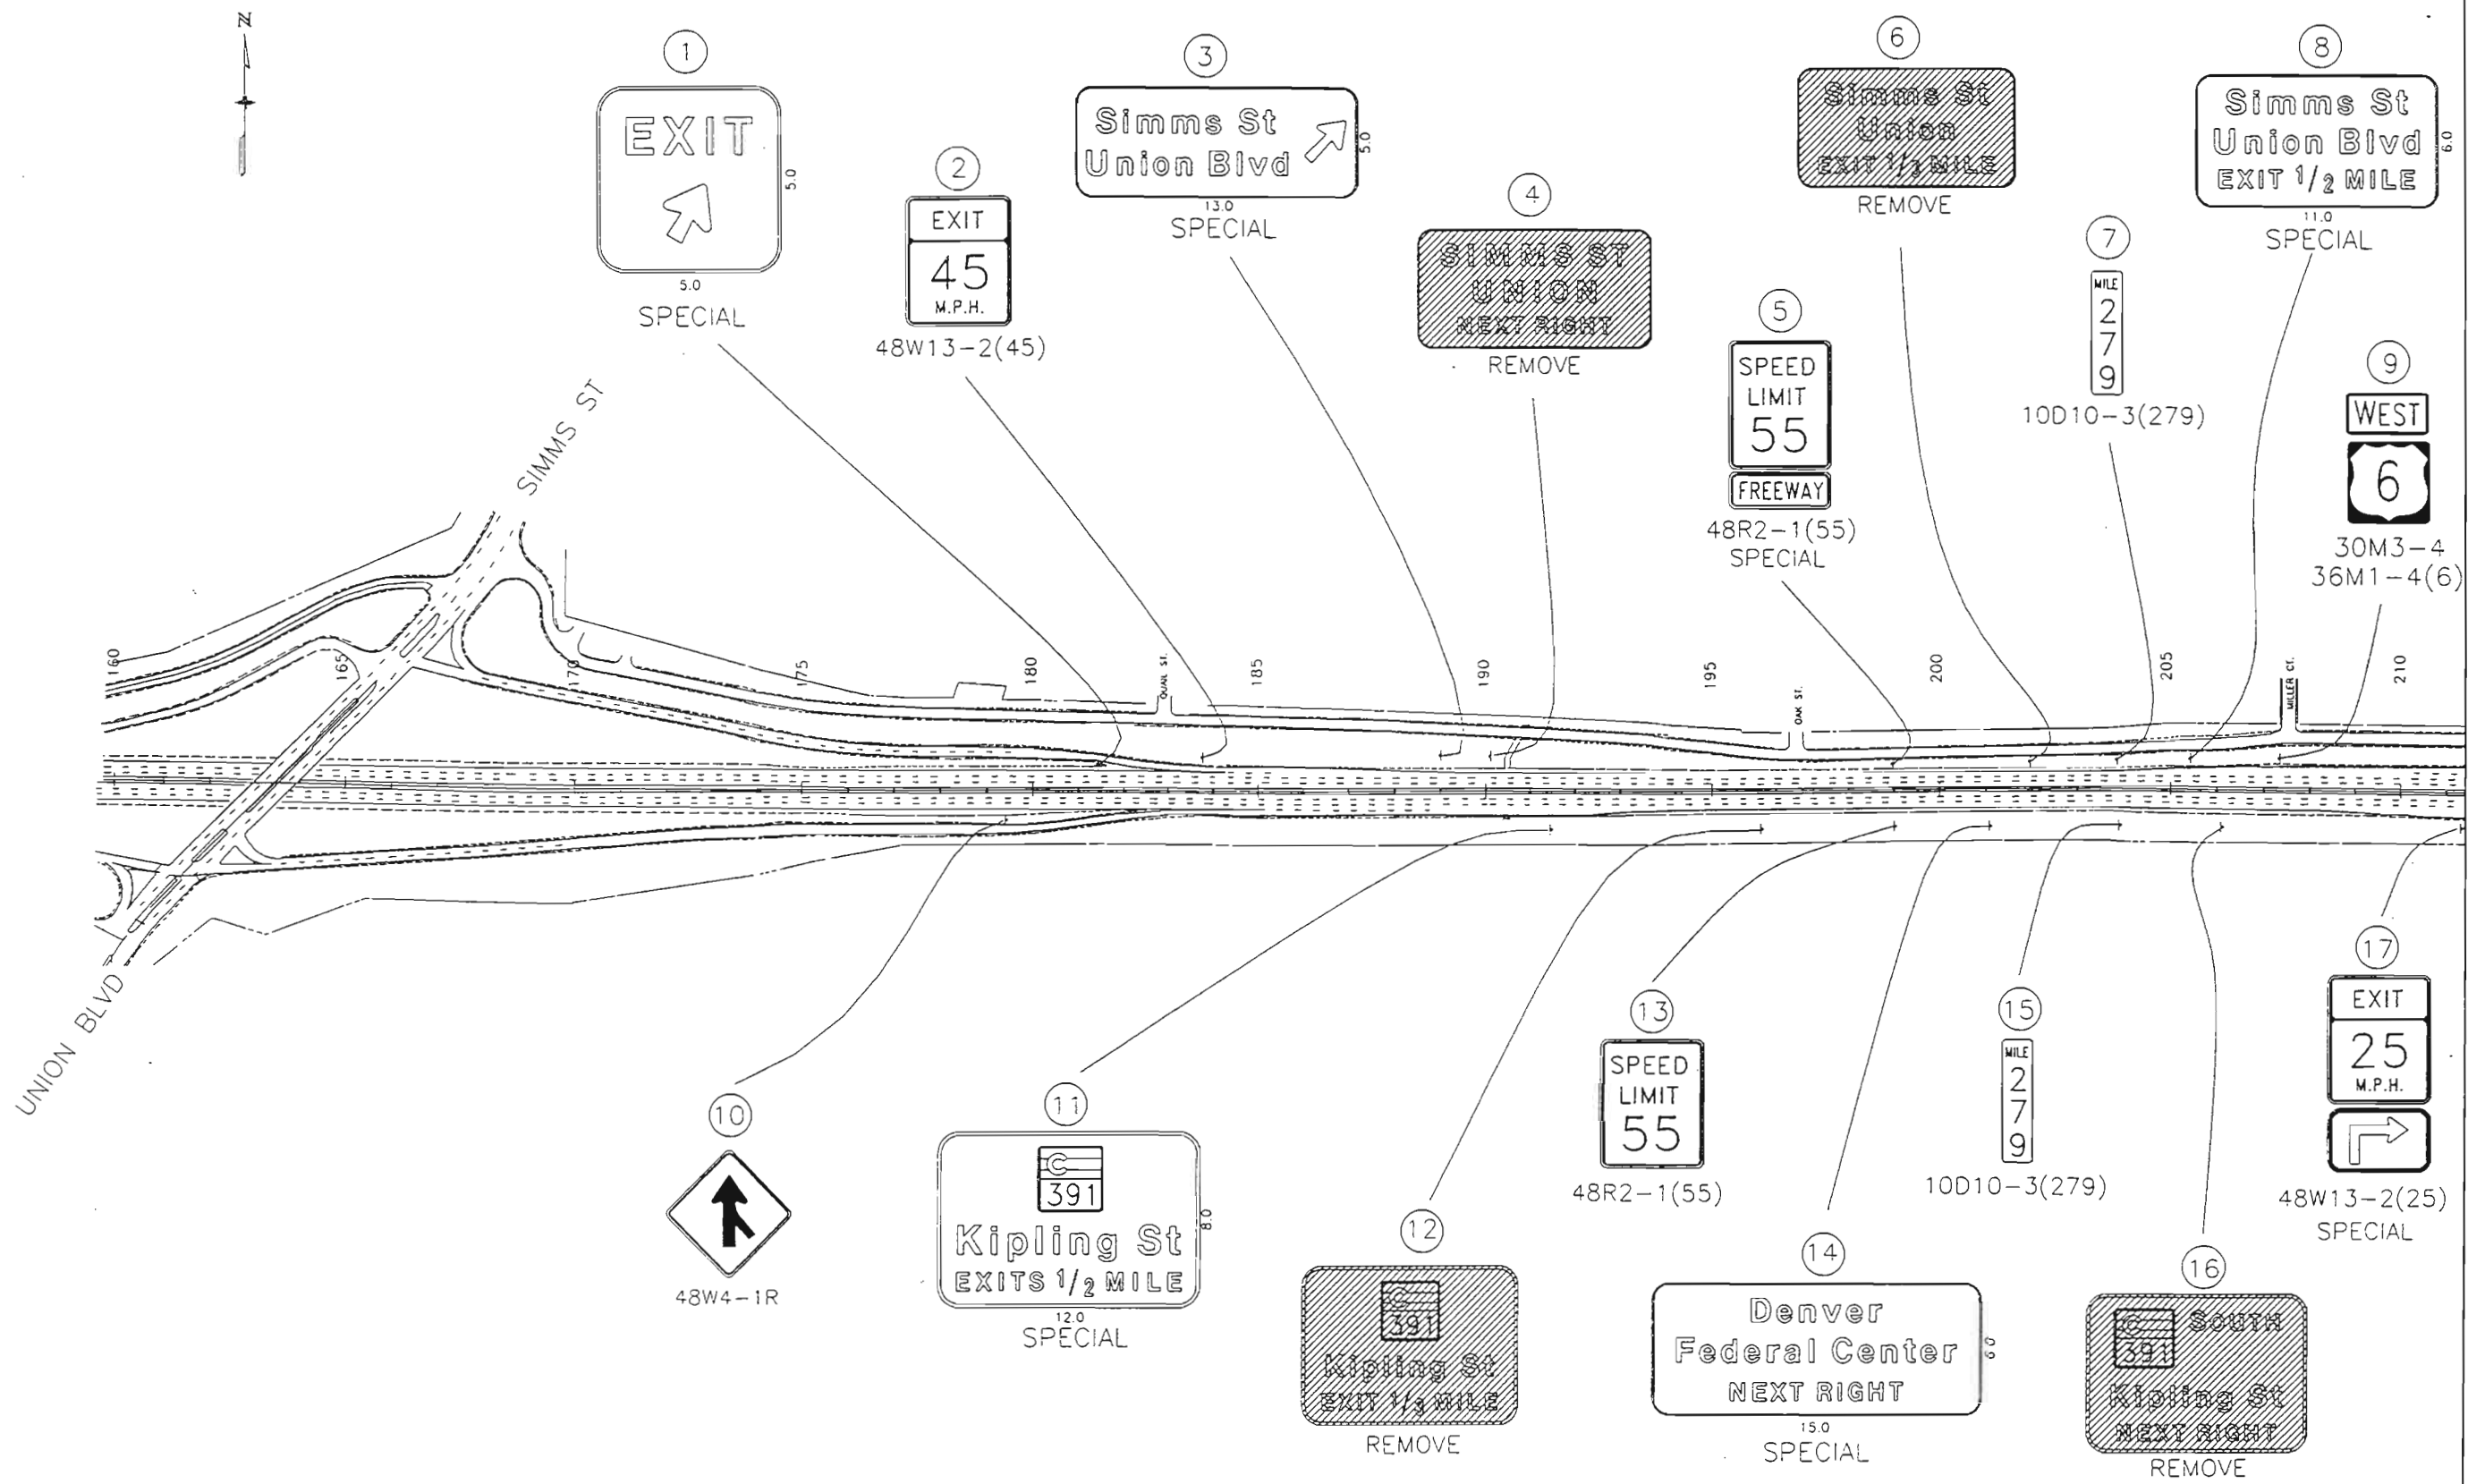 N
1
EXIT
5.0
5.0
SPECIAL
2
EXIT
45
M.P.H.
48W13-2(45)
3
Simms St
Union Blvd
5.0
13.0
SPECIAL
4
SIMMS ST
UNION
NEXT RIGHT
REMOVE
5
SPEED
LIMIT
55
FREEWAY
48R2-1(55)
SPECIAL
6
Simms St
Union
EXIT 1/3 MILE
REMOVE
7
MILE
2
7
9
10D10-3(279)
8
Simms St
Union Blvd
EXIT 1/2 MILE
6.0
11.0
SPECIAL
9
WEST
6
30M3-4
36M1-4(6)
SIMMS ST
UNION BLVD
160
165
170
175
180
185
190
195
200
205
210
QUAIL ST.
OAK ST.
MILLER CT.
10
48W4-1R
11
C
391
Kipling St
EXITS 1/2 MILE
8.0
12.0
SPECIAL
12
C
391
Kipling St
EXIT 1/3 MILE
REMOVE
13
SPEED
LIMIT
55
48R2-1(55)
14
Denver
Federal Center
NEXT RIGHT
6.0
15.0
SPECIAL
15
MILE
2
7
9
10D10-3(279)
16
C
391 SOUTH
Kipling St
NEXT RIGHT
REMOVE
17
EXIT
25
M.P.H.
48W13-2(25)
SPECIAL